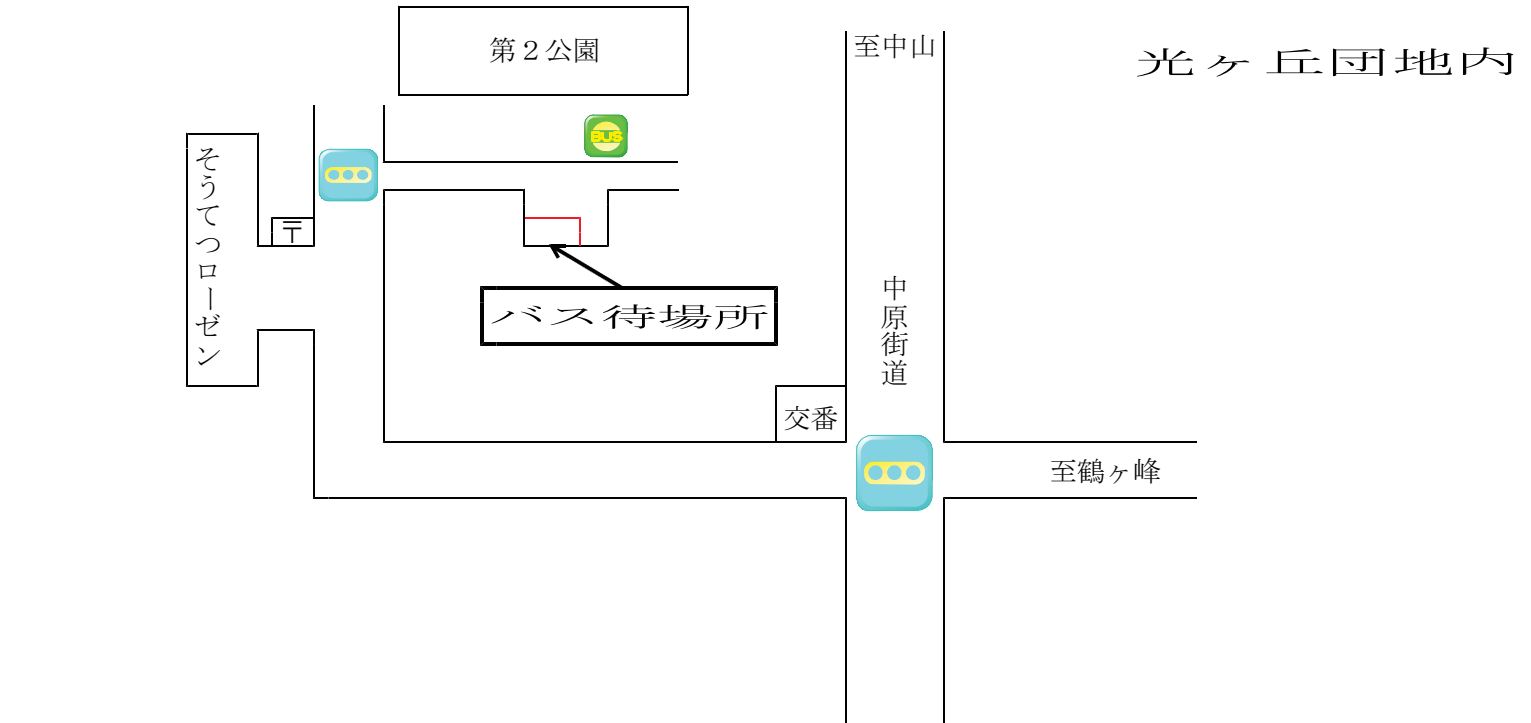 第２公園
至中山
光ヶ丘団地内
BUS
そうてつローゼン
〒
バス待場所
中原街道
交番
至鶴ヶ峰